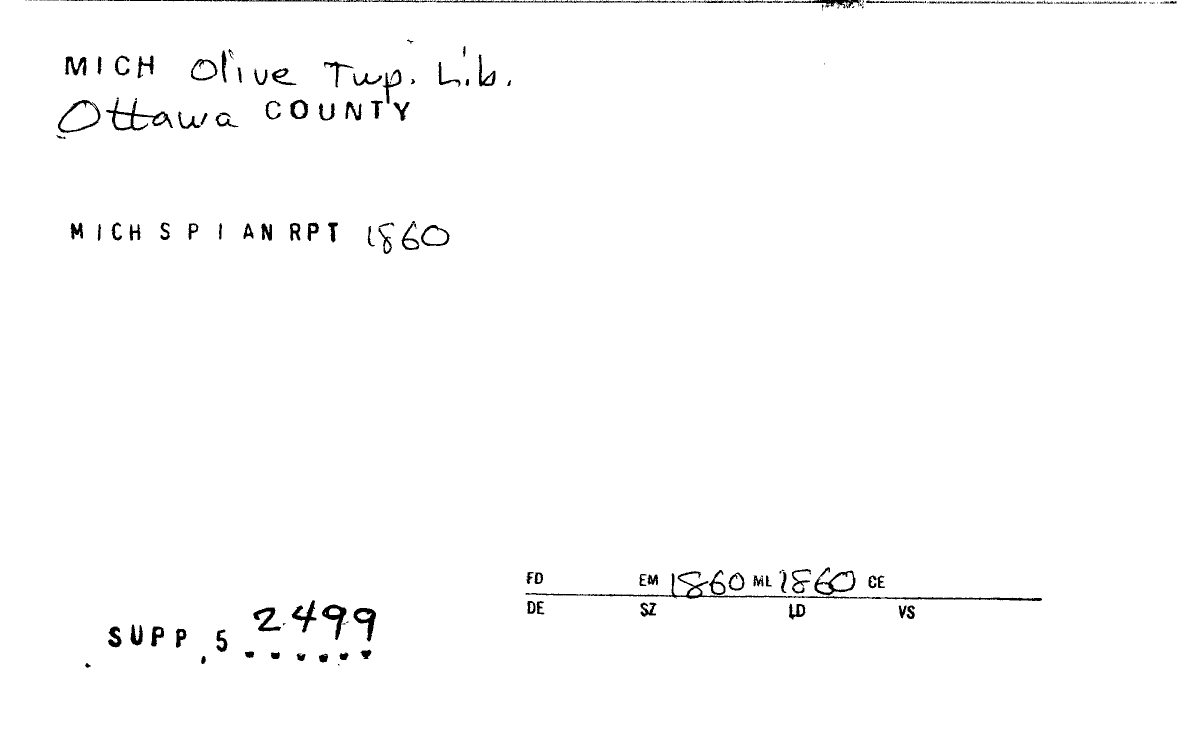 MICH Olive Twp. Lib.
Ottawa COUNTY
MICH S P I AN RPT 1860
FD EM 1860 ML 1860 CE
DE SZ LD VS
SUPP, 5 2499